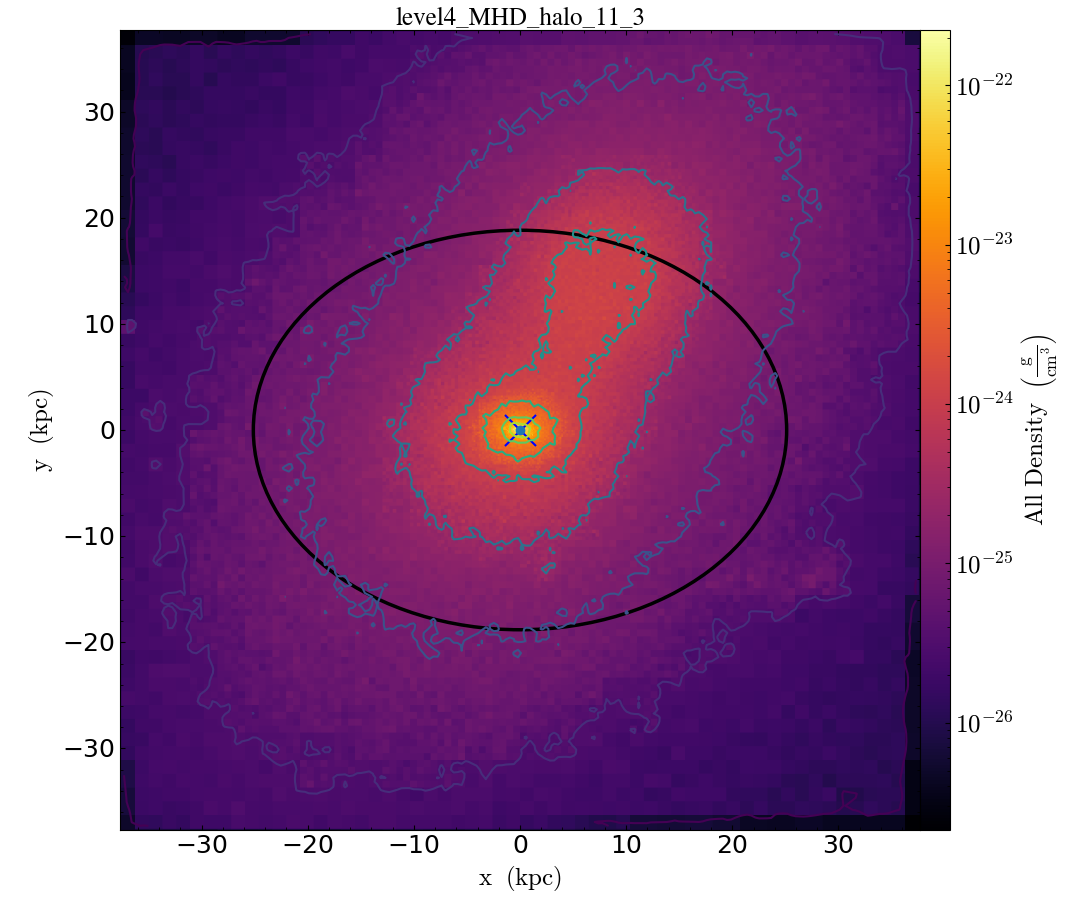 level4_MHD_halo_11_3
30
20
10
0
−10
−20
−30
y (kpc)
−30 −20 −10 0 10 20 30
x (kpc)
10^{-22}
10^{-23}
10^{-24}
10^{-25}
10^{-26}
All Density (g/cm^3)